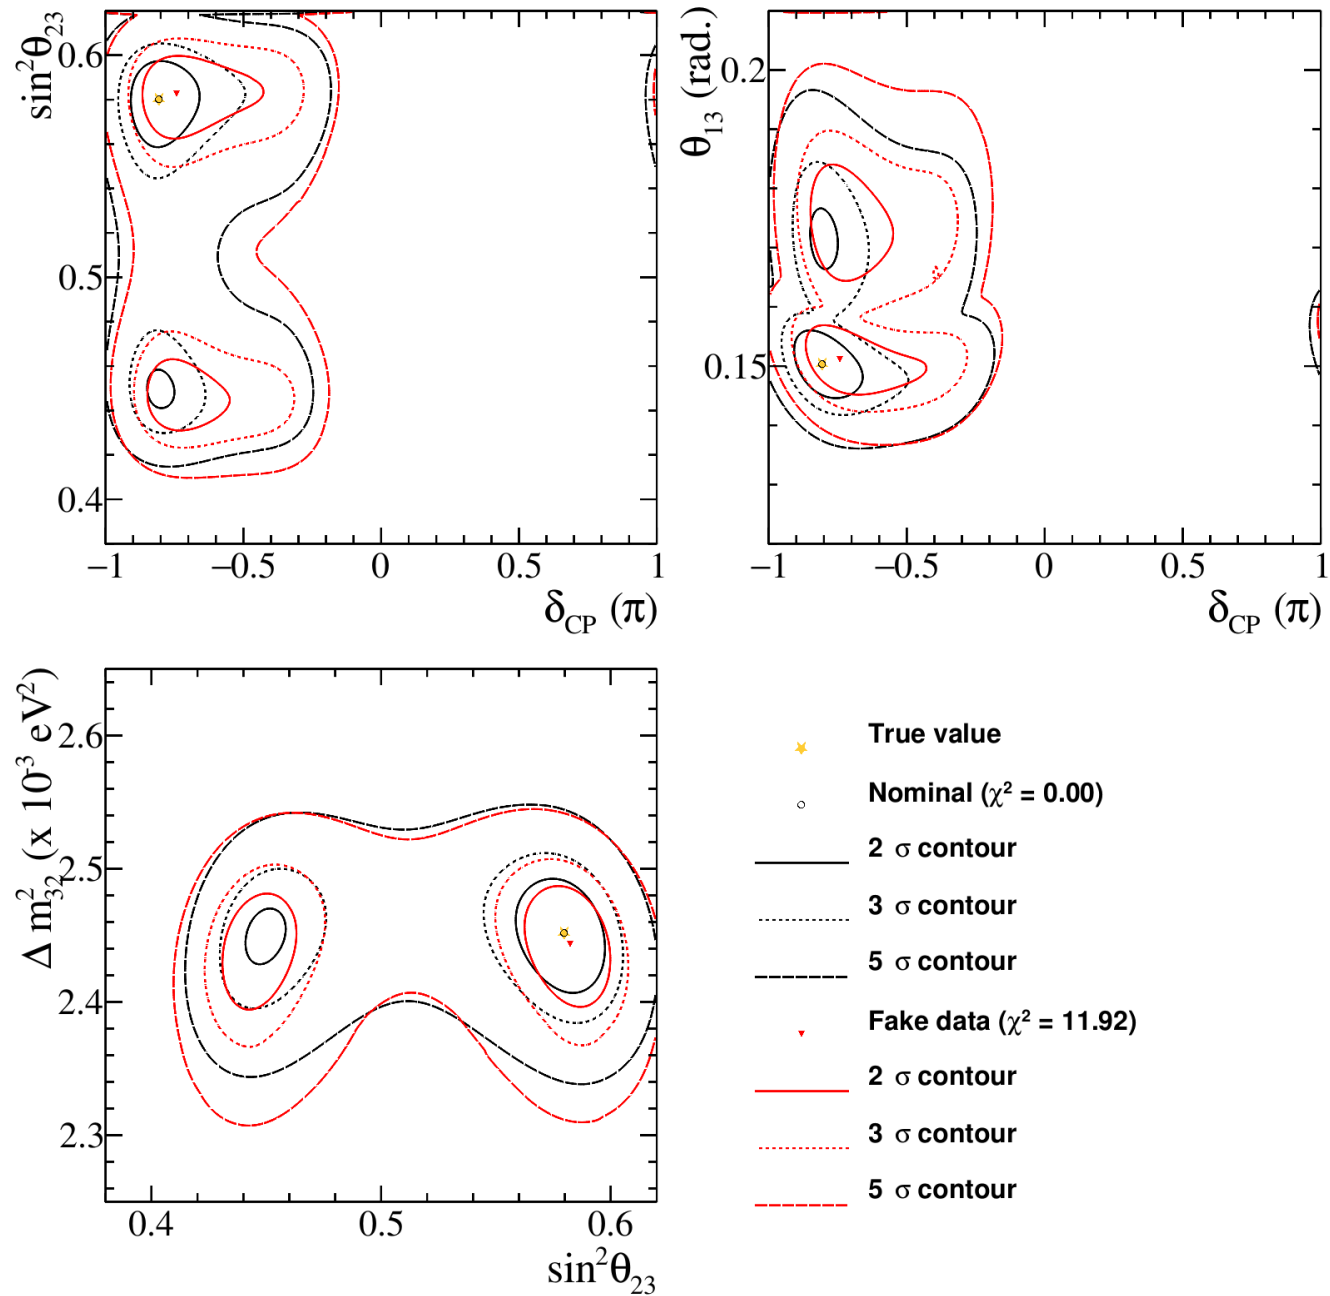 sin²θ₂₃
0.6
0.5
0.4
−1 −0.5 0 0.5 1
δCP (π)
θ₁₃ (rad.)
0.2
0.15
−1 −0.5 0 0.5 1
δCP (π)
Δ m²₃₂ (x 10⁻³ eV²)
2.6
2.5
2.4
2.3
0.4 0.5 0.6
sin²θ₂₃
True value
Nominal (χ² = 0.00)
2 σ contour
3 σ contour
5 σ contour
Fake data (χ² = 11.92)
2 σ contour
3 σ contour
5 σ contour